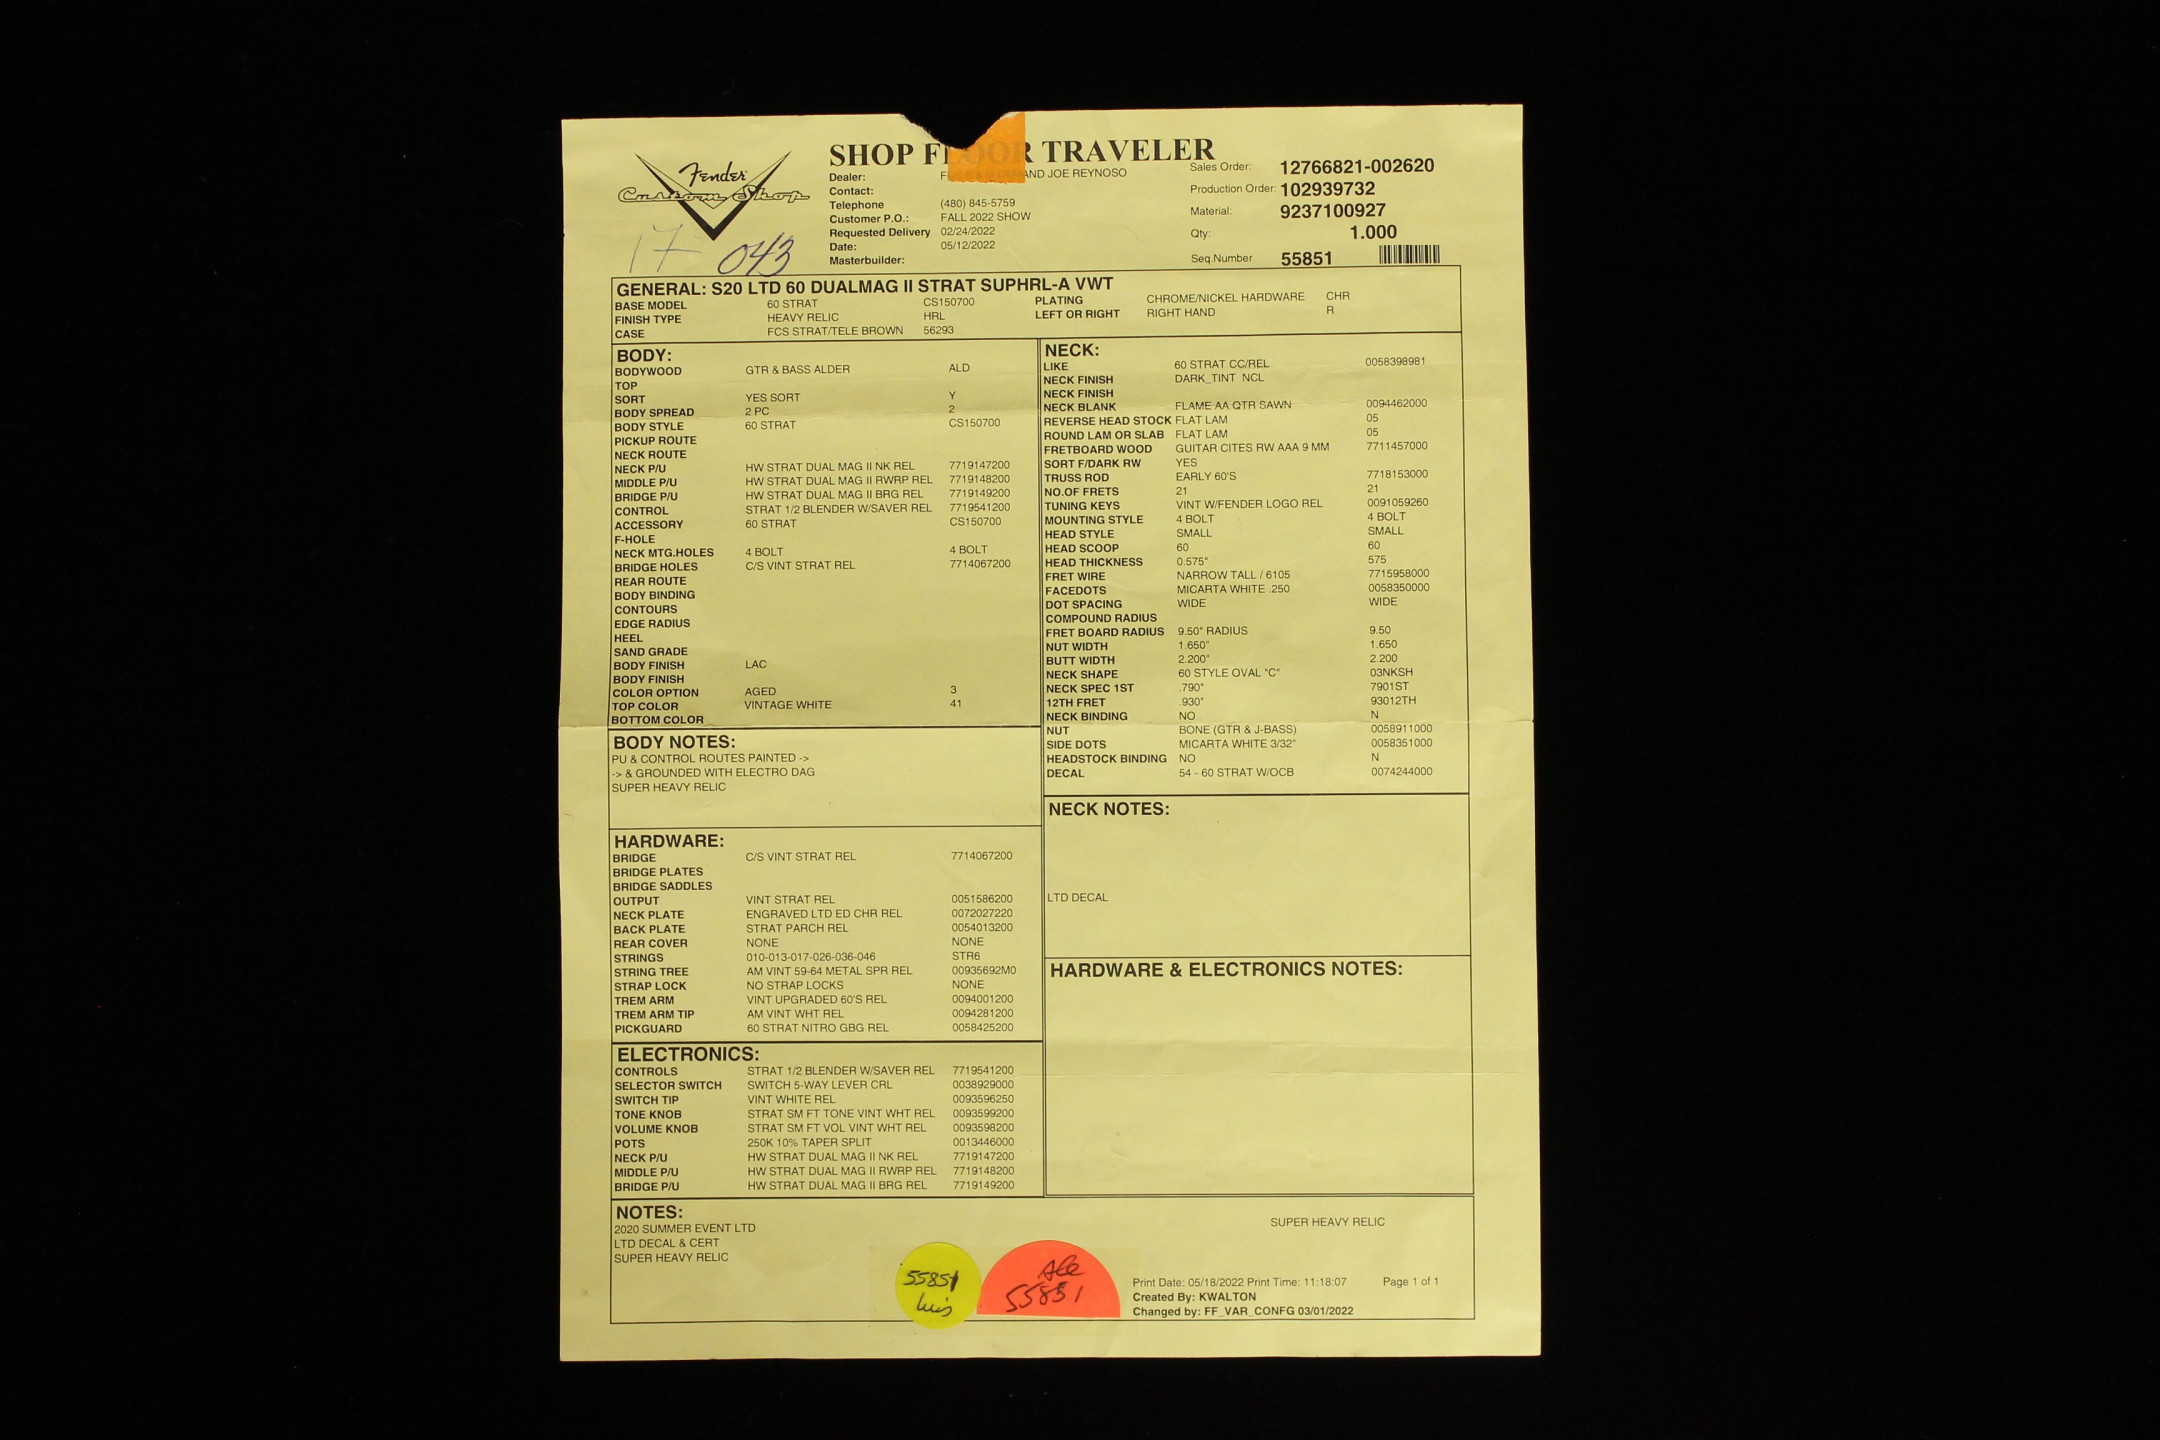 Fender
Custom Shop
17 043
SHOP FLOOR TRAVELER
Dealer: AND JOE REYNOSO
Contact:
Telephone (480) 845-5759
Customer P.O.: FALL 2022 SHOW
Requested Delivery 02/24/2022
Date: 05/12/2022
Masterbuilder:
Sales Order: 12766821-002620
Production Order: 102939732
Material: 9237100927
Qty: 1.000
Seq.Number 55851
GENERAL: S20 LTD 60 DUALMAG II STRAT SUPHRL-A VWT
BASE MODEL 60 STRAT CS150700 PLATING CHROME/NICKEL HARDWARE CHR
FINISH TYPE HEAVY RELIC HRL LEFT OR RIGHT RIGHT HAND R
CASE FCS STRAT/TELE BROWN 56293
BODY:
BODYWOOD GTR & BASS ALDER ALD
TOP
SORT YES SORT Y
BODY SPREAD 2 PC 2
BODY STYLE 60 STRAT CS150700
PICKUP ROUTE
NECK ROUTE
NECK P/U HW STRAT DUAL MAG II NK REL 7719147200
MIDDLE P/U HW STRAT DUAL MAG II RWRP REL 7719148200
BRIDGE P/U HW STRAT DUAL MAG II BRG REL 7719149200
CONTROL STRAT 1/2 BLENDER W/SAVER REL 7719541200
ACCESSORY 60 STRAT CS150700
F-HOLE
NECK MTG.HOLES 4 BOLT 4 BOLT
BRIDGE HOLES C/S VINT STRAT REL 7714067200
REAR ROUTE
BODY BINDING
CONTOURS
EDGE RADIUS
HEEL
SAND GRADE
BODY FINISH LAC
BODY FINISH
COLOR OPTION AGED 3
TOP COLOR VINTAGE WHITE 41
BOTTOM COLOR
BODY NOTES:
PU & CONTROL ROUTES PAINTED ->
-> & GROUNDED WITH ELECTRO DAG
SUPER HEAVY RELIC
HARDWARE:
BRIDGE C/S VINT STRAT REL 7714067200
BRIDGE PLATES
BRIDGE SADDLES
OUTPUT VINT STRAT REL 0051586200
NECK PLATE ENGRAVED LTD ED CHR REL 0072027220
BACK PLATE STRAT PARCH REL 0054013200
REAR COVER NONE NONE
STRINGS 010-013-017-026-036-046 STR6
STRING TREE AM VINT 59-64 METAL SPR REL 00935692M0
STRAP LOCK NO STRAP LOCKS NONE
TREM ARM VINT UPGRADED 60'S REL 0094001200
TREM ARM TIP AM VINT WHT REL 0094281200
PICKGUARD 60 STRAT NITRO GBG REL 0058425200
ELECTRONICS:
CONTROLS STRAT 1/2 BLENDER W/SAVER REL 7719541200
SELECTOR SWITCH SWITCH 5-WAY LEVER CRL 0038929000
SWITCH TIP VINT WHITE REL 0093596250
TONE KNOB STRAT SM FT TONE VINT WHT REL 0093599200
VOLUME KNOB STRAT SM FT VOL VINT WHT REL 0093598200
POTS 250K 10% TAPER SPLIT 0013446000
NECK P/U HW STRAT DUAL MAG II NK REL 7719147200
MIDDLE P/U HW STRAT DUAL MAG II RWRP REL 7719148200
BRIDGE P/U HW STRAT DUAL MAG II BRG REL 7719149200
NECK:
LIKE 60 STRAT CC/REL 0058398981
NECK FINISH DARK_TINT NCL
NECK FINISH
NECK BLANK FLAME AA QTR SAWN 0094462000
REVERSE HEAD STOCK FLAT LAM 05
ROUND LAM OR SLAB FLAT LAM 05
FRETBOARD WOOD GUITAR CITES RW AAA 9 MM 7711457000
SORT F/DARK RW YES
TRUSS ROD EARLY 60'S 7718153000
NO.OF FRETS 21 21
TUNING KEYS VINT W/FENDER LOGO REL 0091059260
MOUNTING STYLE 4 BOLT 4 BOLT
HEAD STYLE SMALL SMALL
HEAD SCOOP 60 60
HEAD THICKNESS 0.575" 575
FRET WIRE NARROW TALL / 6105 7715958000
FACEDOTS MICARTA WHITE .250 0058350000
DOT SPACING WIDE WIDE
COMPOUND RADIUS
FRET BOARD RADIUS 9.50" RADIUS 9.50
NUT WIDTH 1.650" 1.650
BUTT WIDTH 2.200" 2.200
NECK SHAPE 60 STYLE OVAL "C" 03NKSH
NECK SPEC 1ST .790" 7901ST
12TH FRET .930" 93012TH
NECK BINDING NO N
NUT BONE (GTR & J-BASS) 0058911000
SIDE DOTS MICARTA WHITE 3/32" 0058351000
HEADSTOCK BINDING NO N
DECAL 54 - 60 STRAT W/OCB 0074244000
NECK NOTES:
LTD DECAL
HARDWARE & ELECTRONICS NOTES:
NOTES:
2020 SUMMER EVENT LTD
LTD DECAL & CERT
SUPER HEAVY RELIC
SUPER HEAVY RELIC
55851
Luis
55851
Print Date: 05/18/2022 Print Time: 11:18:07 Page 1 of 1
Created By: KWALTON
Changed by: FF_VAR_CONFG 03/01/2022